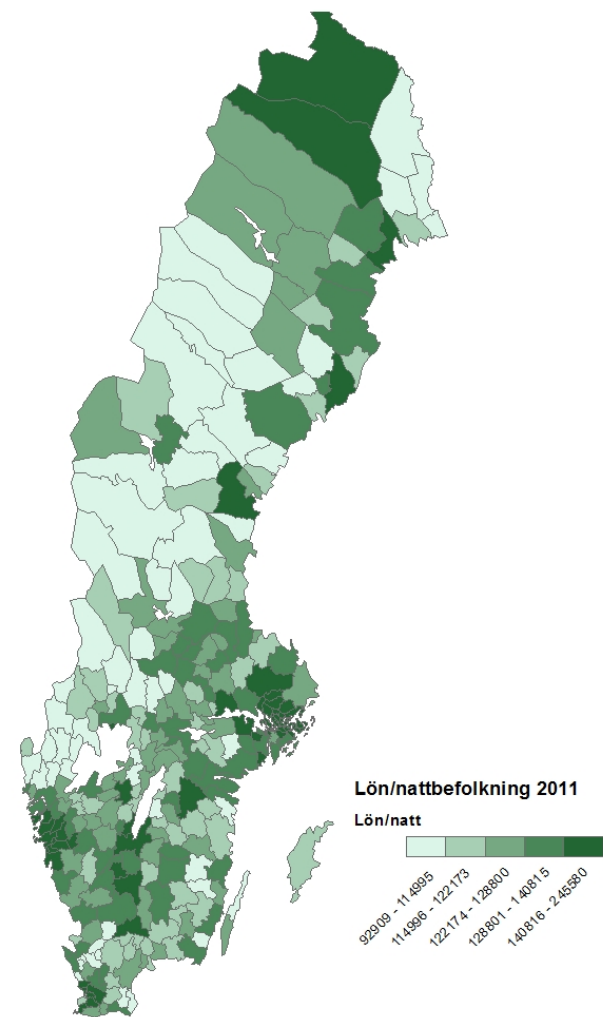 Lön/nattbefolkning 2011
Lön/natt
92909 - 114995
114996 - 122173
122174 - 128800
128801 - 140815
140816 - 245580